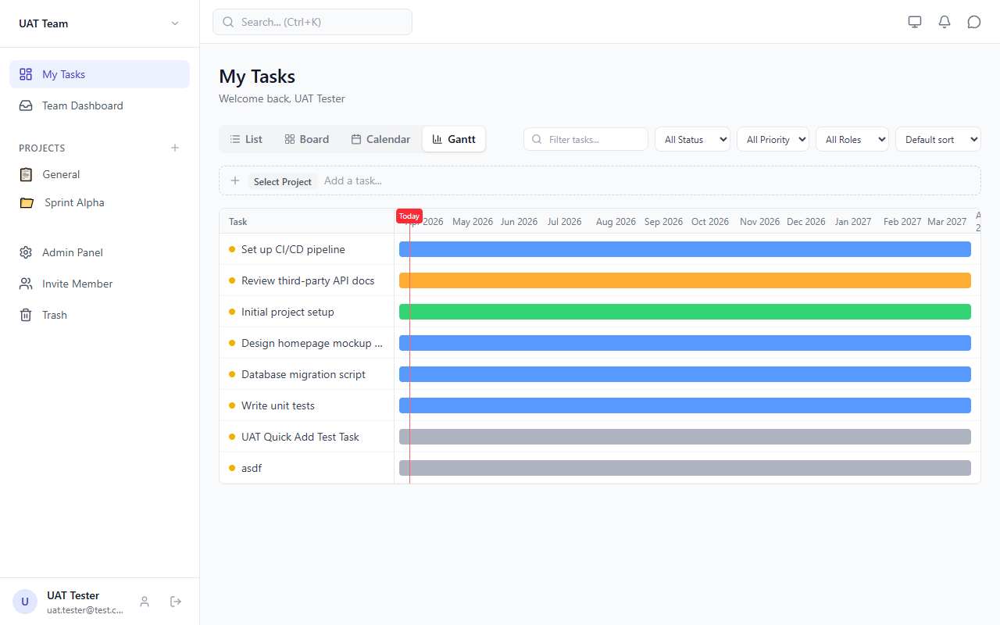 UAT Team
Search... (Ctrl+K)
My Tasks
Team Dashboard
PROJECTS
General
Sprint Alpha
Admin Panel
Invite Member
Trash
UAT Tester
uat.tester@test.c...
U
My Tasks
Welcome back, UAT Tester
List
Board
Calendar
Gantt
Filter tasks...
All Status
All Priority
All Roles
Default sort
Select Project
Add a task...
Task
Today
2026 May 2026 Jun 2026 Jul 2026 Aug 2026 Sep 2026 Oct 2026 Nov 2026 Dec 2026 Jan 2027 Feb 2027 Mar 2027
Set up CI/CD pipeline
Review third-party API docs
Initial project setup
Design homepage mockup ...
Database migration script
Write unit tests
UAT Quick Add Test Task
asdf